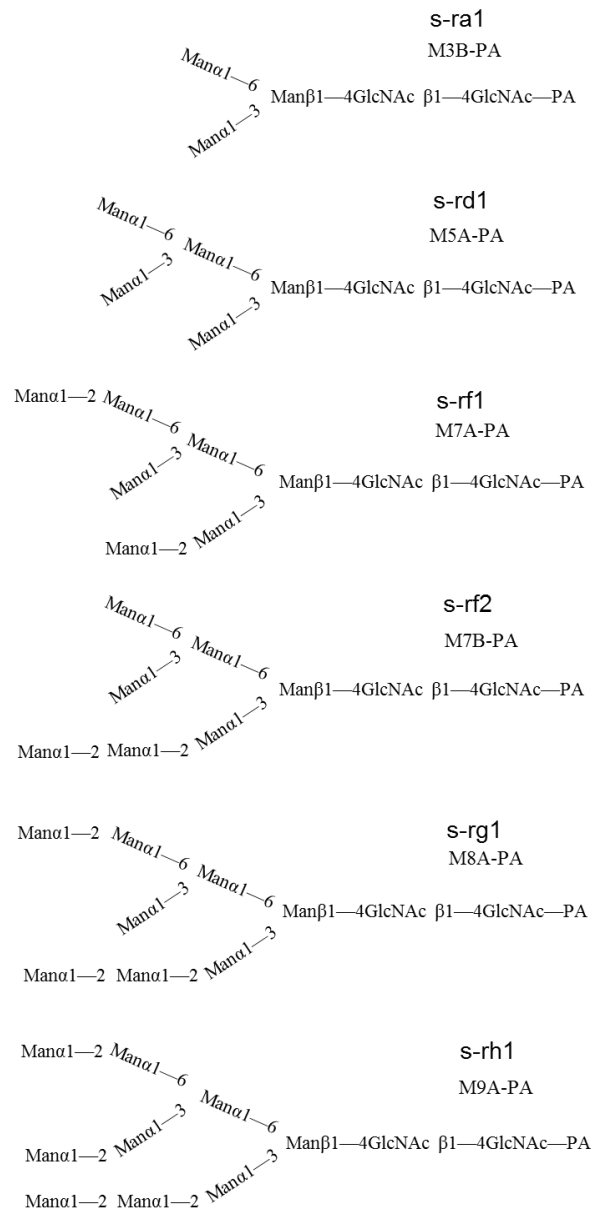 s-ra1
M3B-PA
Manα1—6
Manβ1—4GlcNAc β1—4GlcNAc—PA
Manα1—3
s-rd1
Manα1—6
M5A-PA
Manα1—6
Manα1—3
Manβ1—4GlcNAc β1—4GlcNAc—PA
Manα1—3
s-rf1
Manα1—2 Manα1—6
M7A-PA
Manα1—6
Manα1—3
Manβ1—4GlcNAc β1—4GlcNAc—PA
Manα1—2 Manα1—3
s-rf2
Manα1—6
M7B-PA
Manα1—6
Manα1—3
Manβ1—4GlcNAc β1—4GlcNAc—PA
Manα1—2 Manα1—2 Manα1—3
s-rg1
Manα1—2 Manα1—6
M8A-PA
Manα1—6
Manα1—3
Manβ1—4GlcNAc β1—4GlcNAc—PA
Manα1—2 Manα1—2 Manα1—3
s-rh1
Manα1—2 Manα1—6
M9A-PA
Manα1—6
Manβ1—4GlcNAc β1—4GlcNAc—PA
Manα1—2 Manα1—3
Manα1—2 Manα1—2 Manα1—3